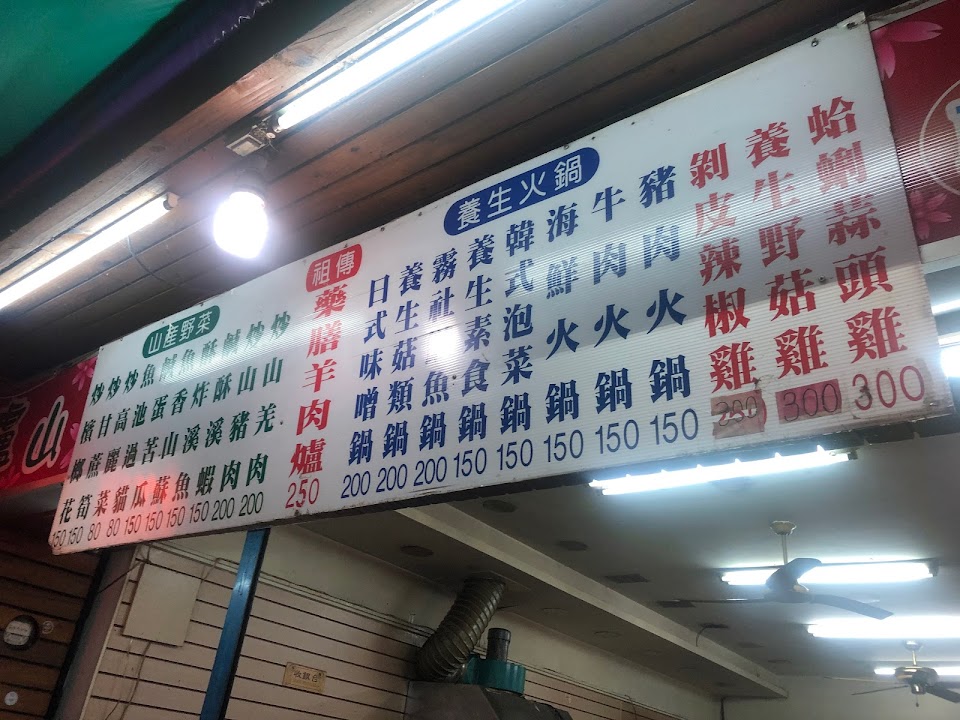 養生火鍋
蛤蜊蒜頭雞 300
養生野菇雞 300
剝皮辣椒雞
豬肉火鍋 150
牛肉火鍋 150
海鮮火鍋 150
韓式泡菜鍋 150
養生素食鍋 150
霧社魚鍋 200
養生菇類鍋 200
日式味噌鍋 200
祖傳
藥膳羊肉爐 250
山產野菜
炒山羌肉 200
炒山豬肉 200
鹹酥溪蝦 150
酥炸溪魚 150
魚香山蘇 150
鹹蛋苦瓜 150
魚池過貓 80
炒高麗菜 80
炒甘蔗筍 150
炒檳榔花 150
山